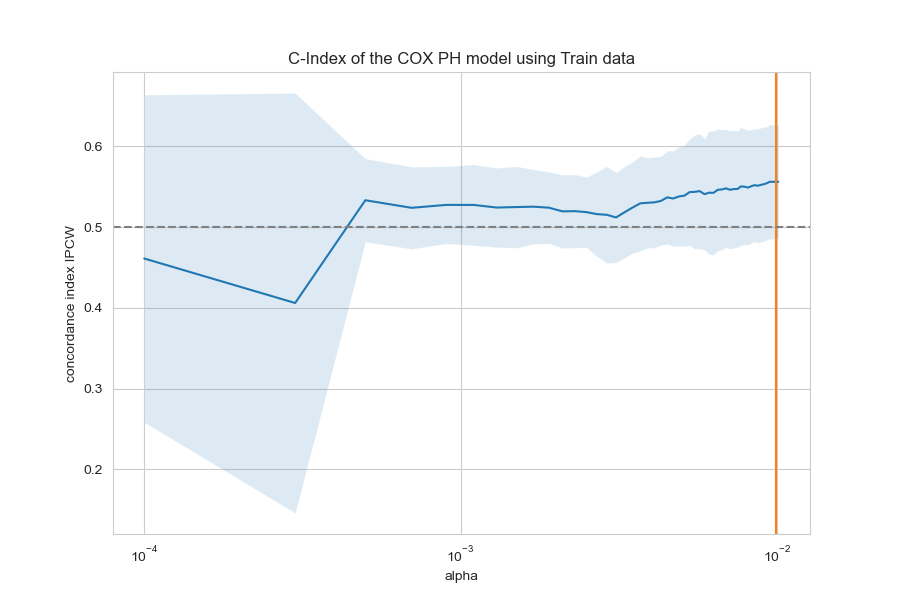 C-Index of the COX PH model using Train data
concordance index IPCW
0.6
0.5
0.4
0.3
0.2
10⁻⁴ 10⁻³ 10⁻²
alpha